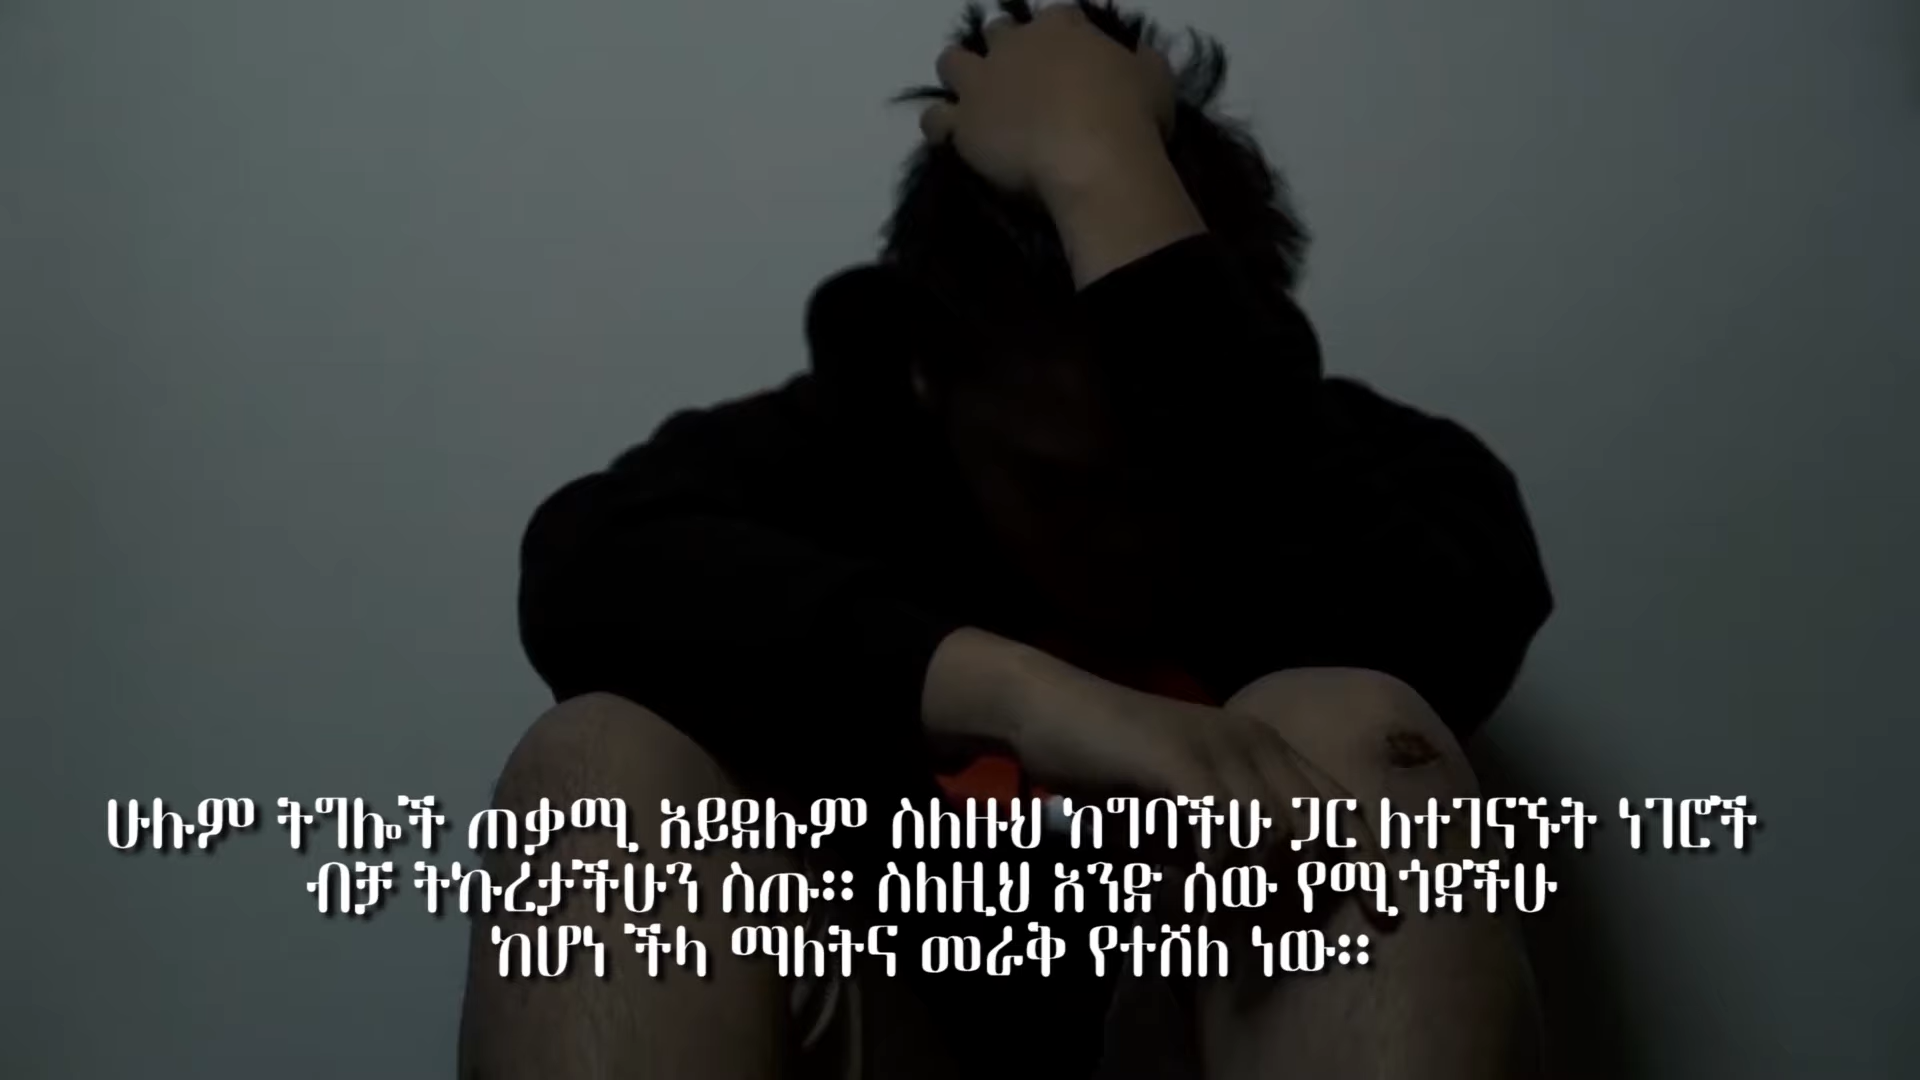 ሁሉም ትግሎች ጠቃሚ አይደሉም ስለዙህ ከግባችሁ ጋር ለተገናኙት ነገሮች
ብቻ ትኩረታችሁን ስጡ። ስለዚህ አንድ ሰው የሚጎዳችሁ
ከሆነ ችላ ማለትና መራቅ የተሸለ ነው።